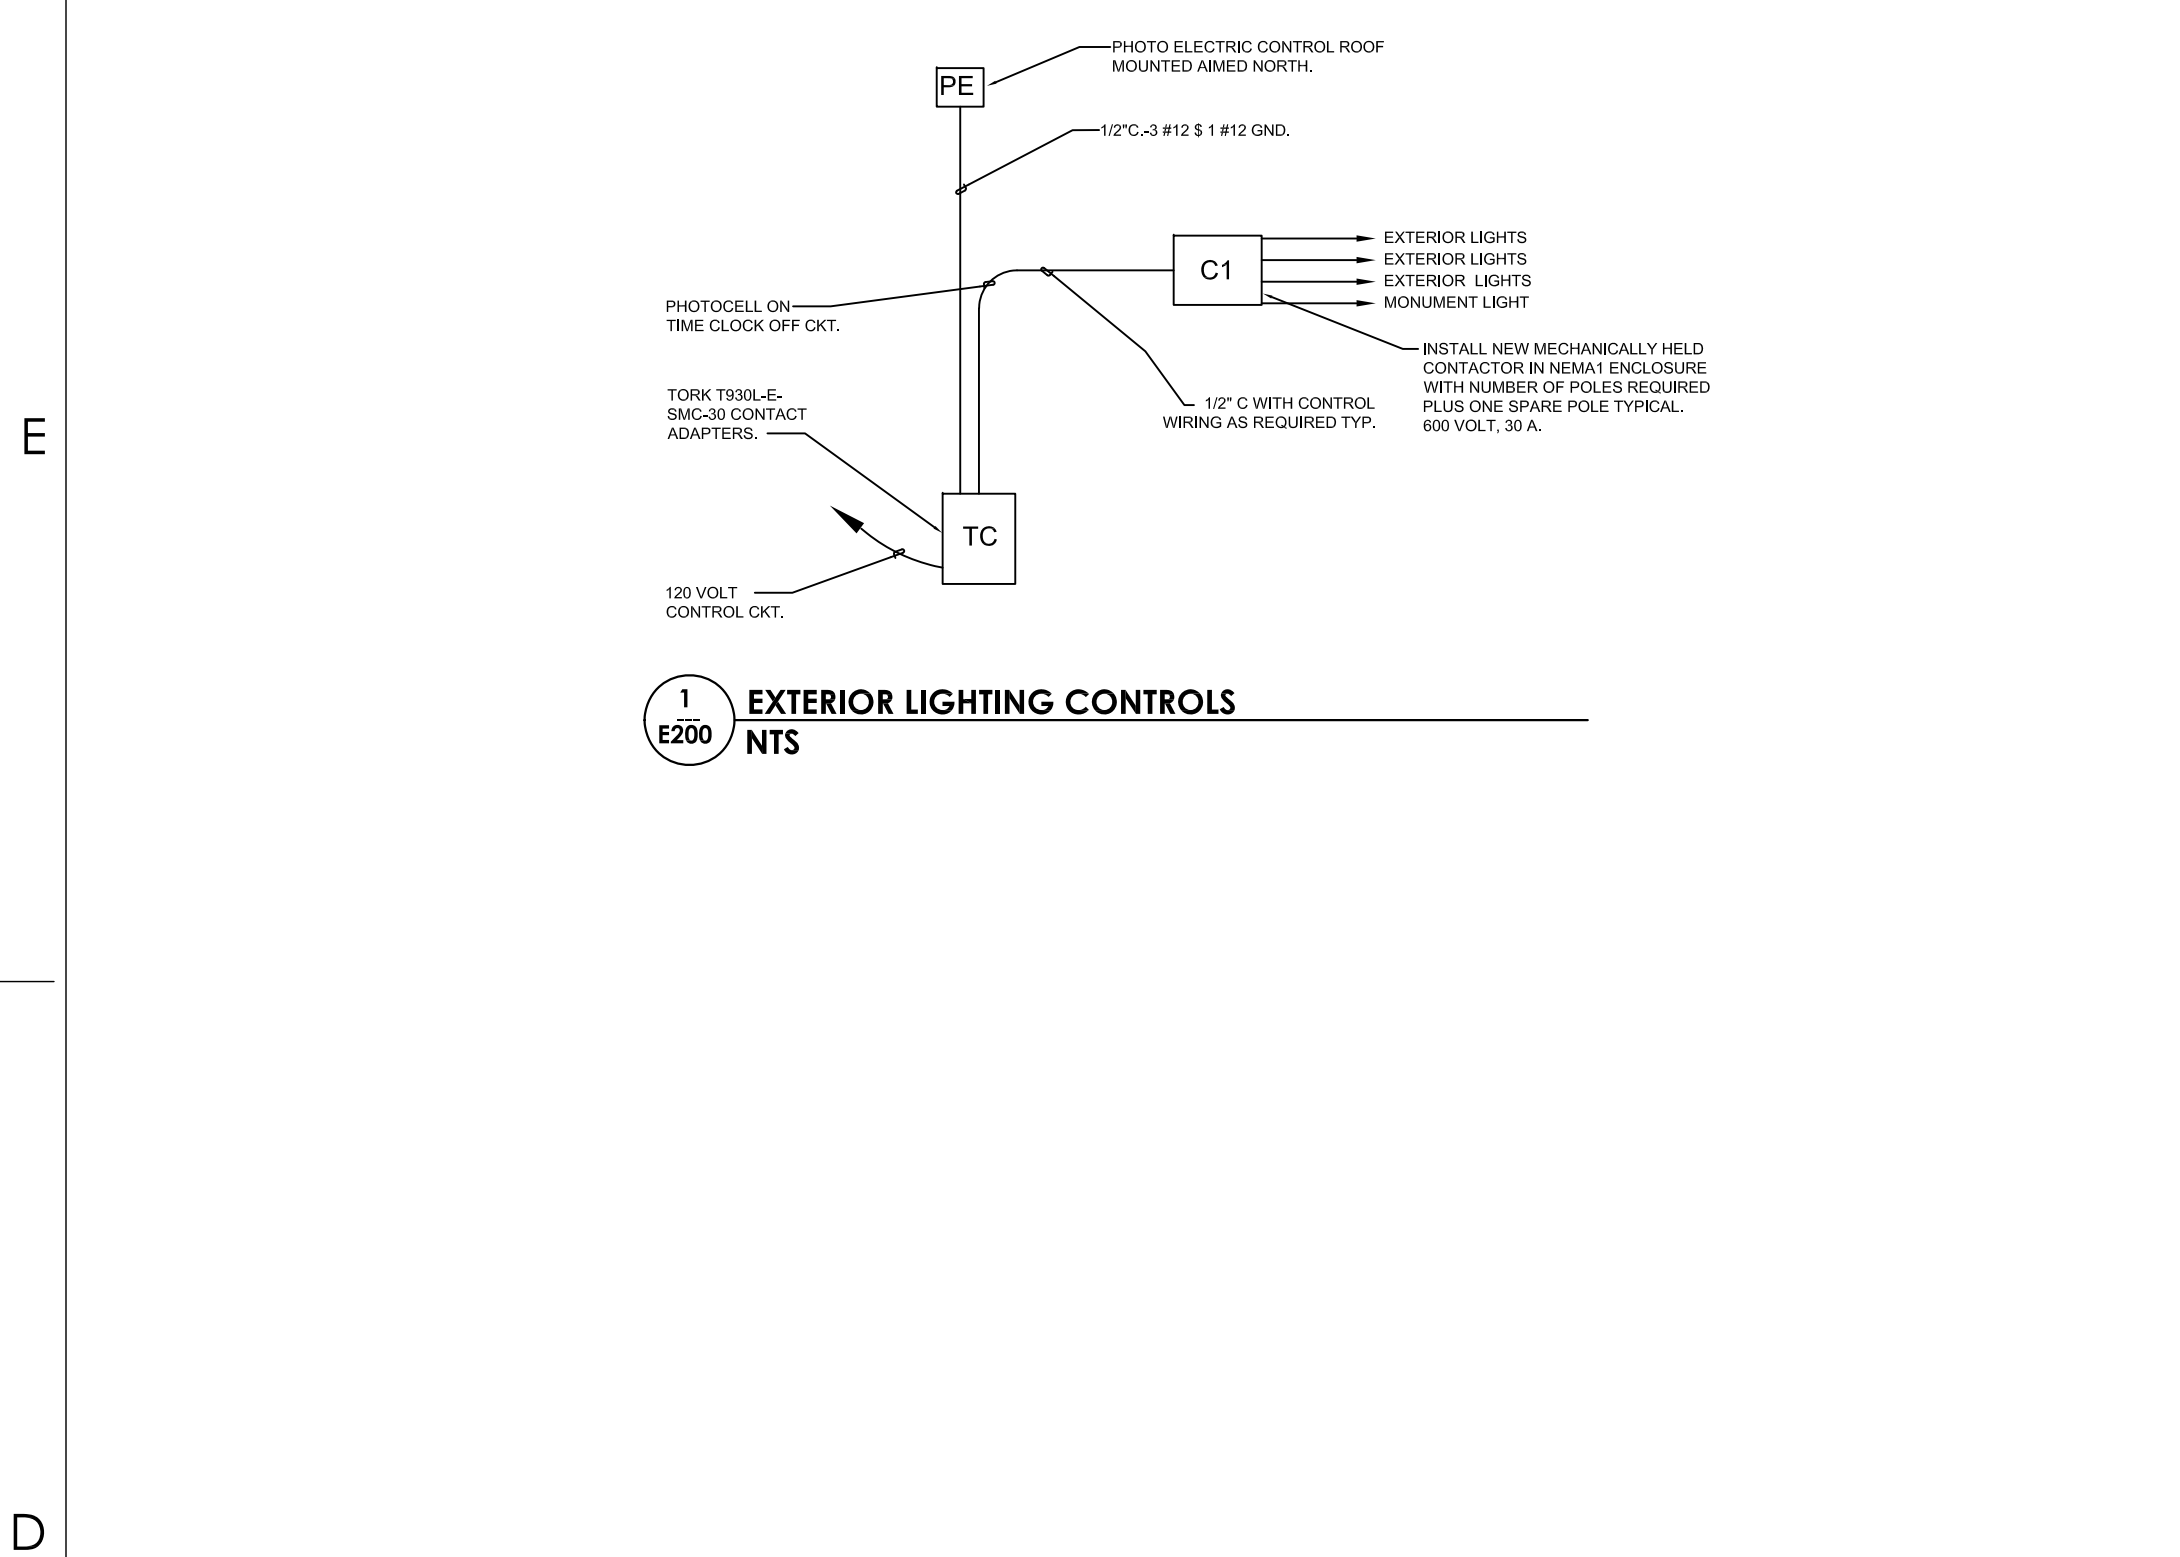 PHOTO ELECTRIC CONTROL ROOF
MOUNTED AIMED NORTH.
PE
1/2"C.-3 #12 $ 1 #12 GND.
C1
EXTERIOR LIGHTS
EXTERIOR LIGHTS
EXTERIOR LIGHTS
MONUMENT LIGHT
PHOTOCELL ON
TIME CLOCK OFF CKT.
INSTALL NEW MECHANICALLY HELD
CONTACTOR IN NEMA1 ENCLOSURE
WITH NUMBER OF POLES REQUIRED
PLUS ONE SPARE POLE TYPICAL.
600 VOLT, 30 A.
TORK T930L-E-
SMC-30 CONTACT
ADAPTERS.
1/2" C WITH CONTROL
WIRING AS REQUIRED TYP.
E
TC
120 VOLT
CONTROL CKT.
1
---
E200
EXTERIOR LIGHTING CONTROLS
NTS
D